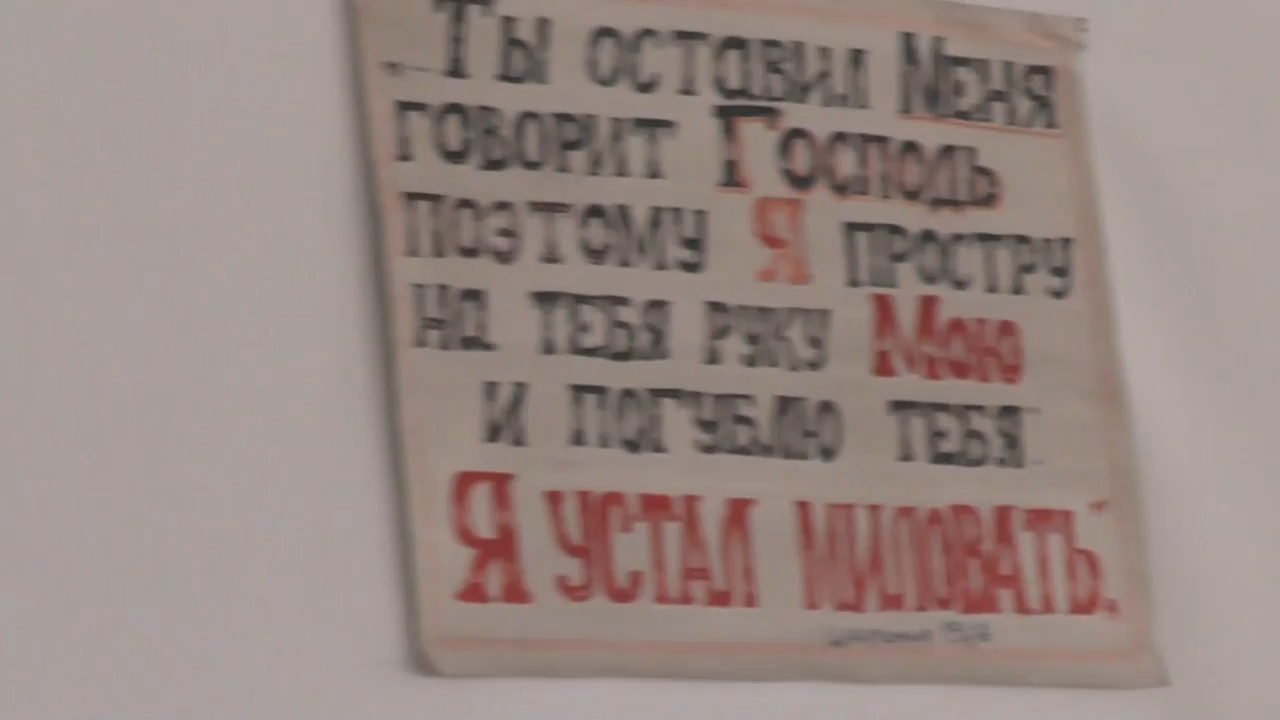 „Ты оставил Меня
говорит Господь
поэтому Я простру
на тебя руку Мою
и погублю тебя
Я устал миловать."